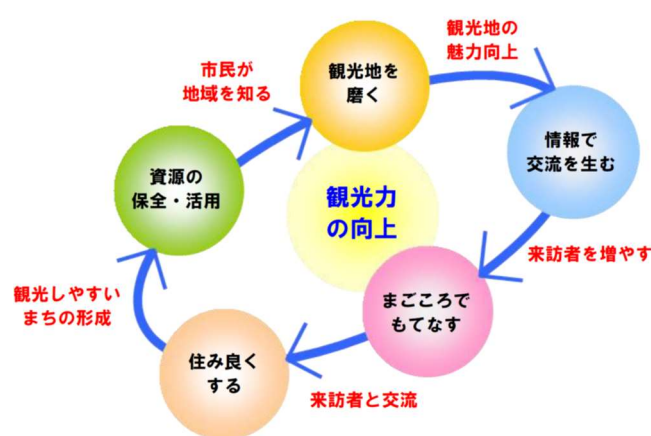 観光地の
魅力向上
市民が
地域を知る
観光地を
磨く
情報で
交流を生む
資源の
保全・活用
観光力
の向上
来訪者を増やす
まごころで
もてなす
観光しやすい
まちの形成
住み良く
する
来訪者と交流